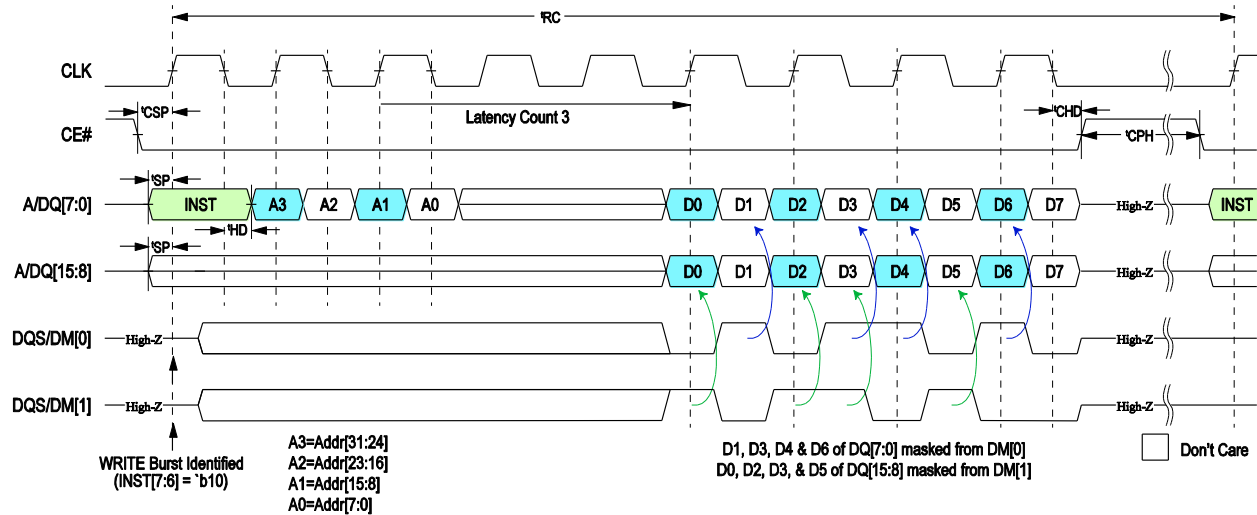 tRC
CLK
tCSP
Latency Count 3
tCHD
CE#
tCPH
tSP
A/DQ[7:0]
INST A3 A2 A1 A0 D0 D1 D2 D3 D4 D5 D6 D7 High-Z INST
tHD
tSP
A/DQ[15:8]
D0 D1 D2 D3 D4 D5 D6 D7 High-Z
DQS/DM[0] High-Z High-Z
DQS/DM[1] High-Z High-Z
WRITE Burst Identified
(INST[7:6] = `b10)
A3=Addr[31:24]
A2=Addr[23:16]
A1=Addr[15:8]
A0=Addr[7:0]
D1, D3, D4 & D6 of DQ[7:0] masked from DM[0]
D0, D2, D3, & D5 of DQ[15:8] masked from DM[1]
Don't Care